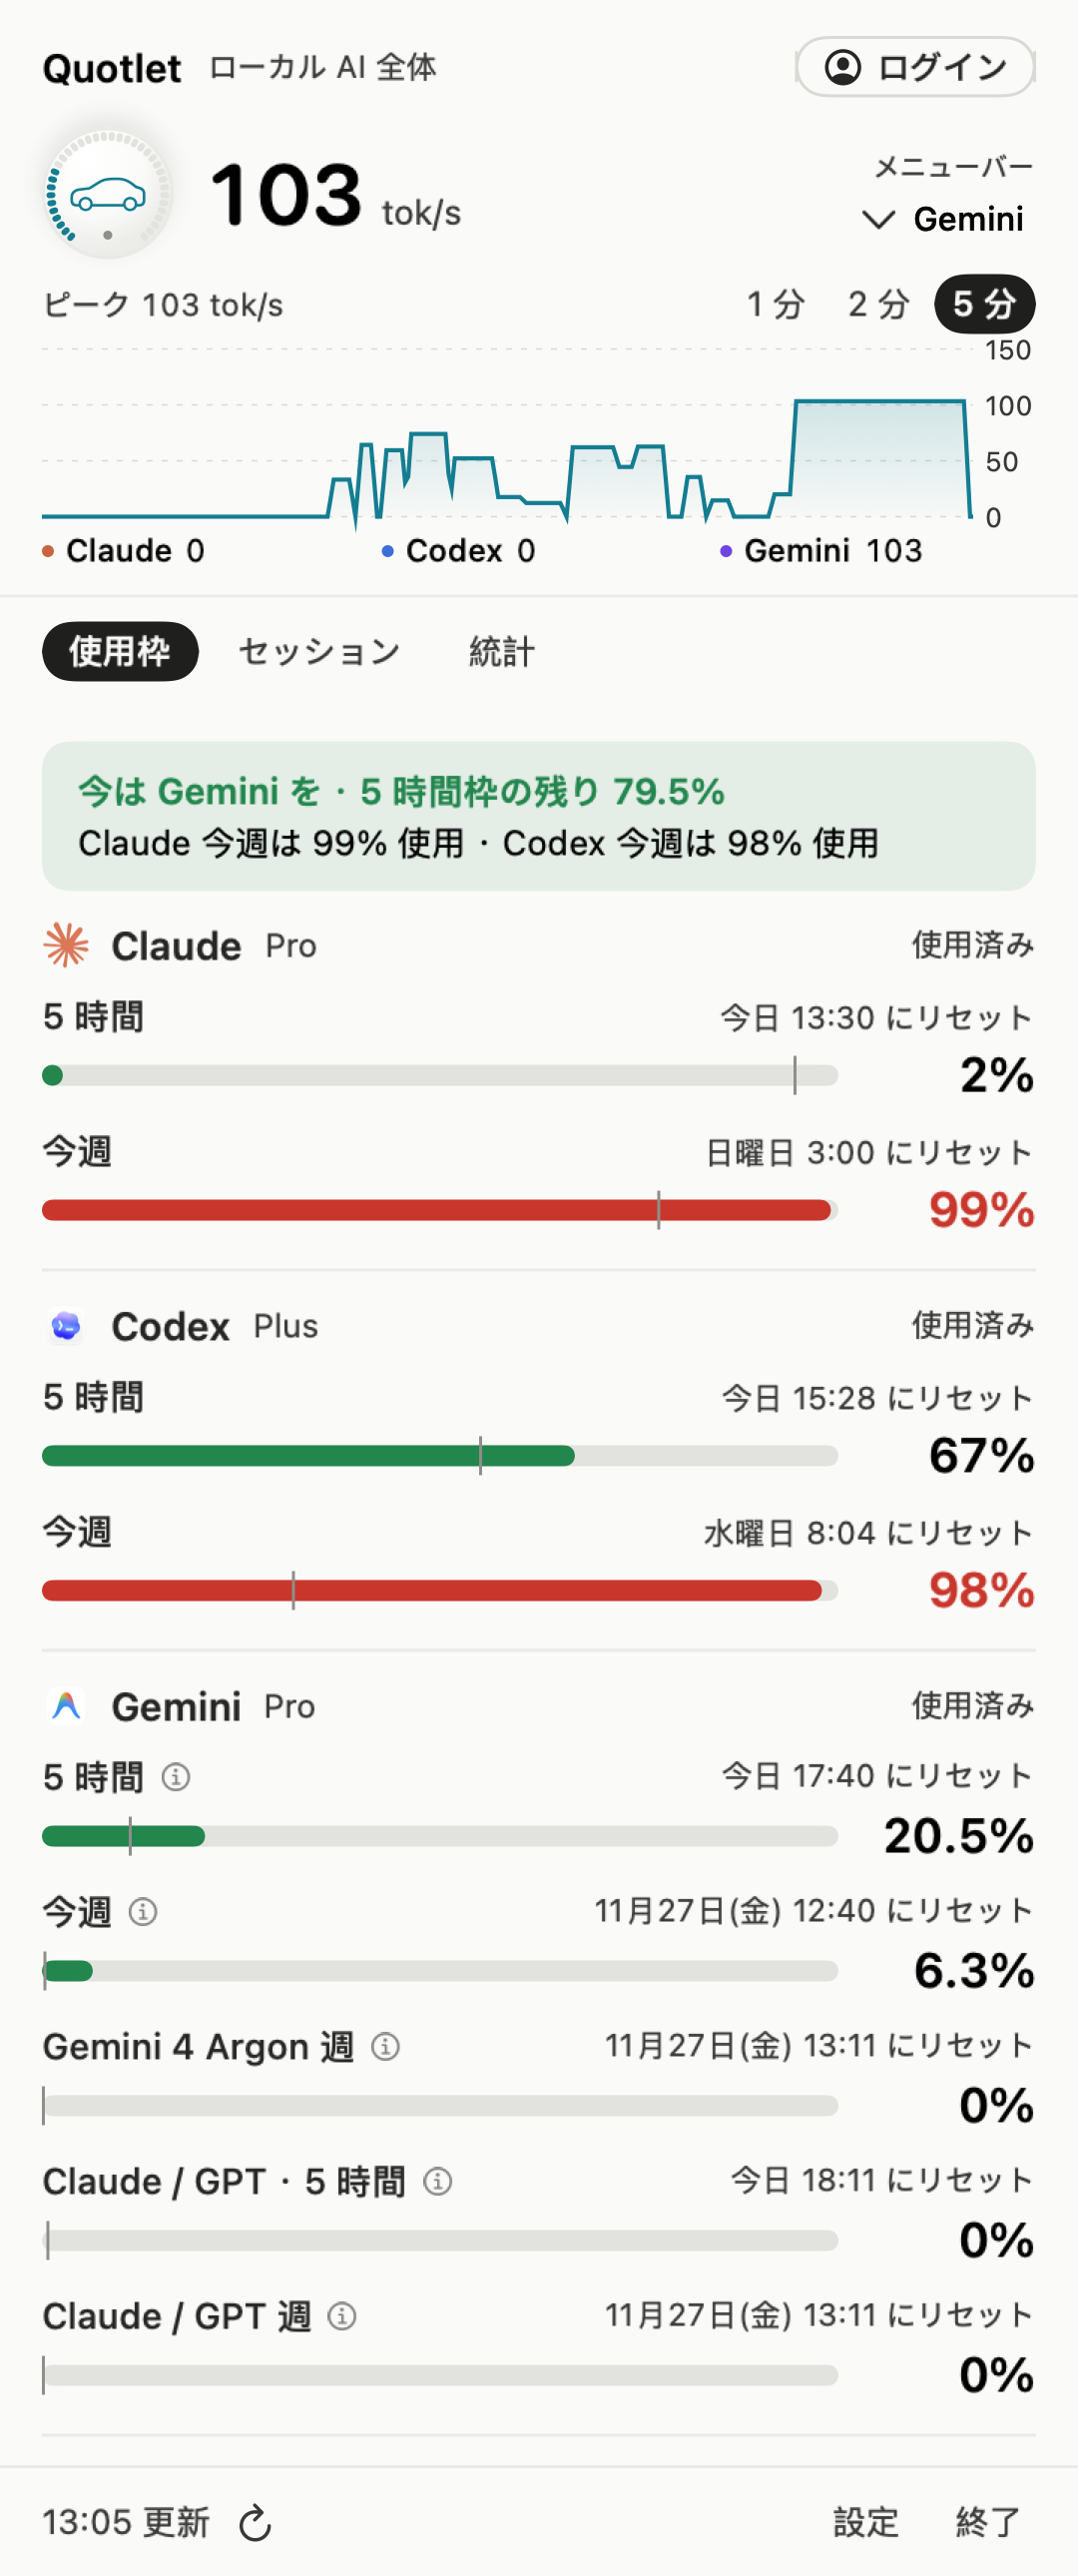 Quotlet ローカル AI 全体 ログイン
103 tok/s
メニューバー
Gemini
ピーク 103 tok/s 1 分 2 分 5 分
150
100
50
0
Claude 0 Codex 0 Gemini 103
使用枠 セッション 統計
今は Gemini を · 5 時間枠の残り 79.5%
Claude 今週は 99% 使用 · Codex 今週は 98% 使用
Claude Pro 使用済み
5 時間 今日 13:30 にリセット
2%
今週 日曜日 3:00 にリセット
99%
Codex Plus 使用済み
5 時間 今日 15:28 にリセット
67%
今週 水曜日 8:04 にリセット
98%
Gemini Pro 使用済み
5 時間 今日 17:40 にリセット
20.5%
今週 11月27日(金) 12:40 にリセット
6.3%
Gemini 4 Argon 週 11月27日(金) 13:11 にリセット
0%
Claude / GPT · 5 時間 今日 18:11 にリセット
0%
Claude / GPT 週 11月27日(金) 13:11 にリセット
0%
13:05 更新 設定 終了